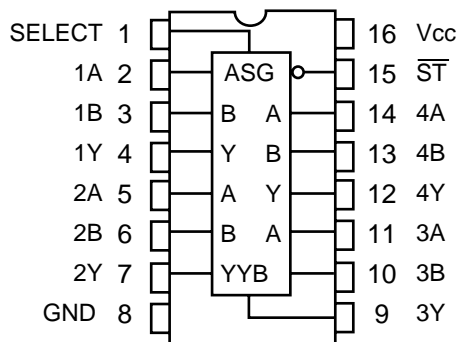 SELECT 1 16 Vcc
1A 2 ASG 15 ST
1B 3 B A 14 4A
1Y 4 Y B 13 4B
2A 5 A Y 12 4Y
2B 6 B A 11 3A
2Y 7 YYB 10 3B
GND 8 9 3Y